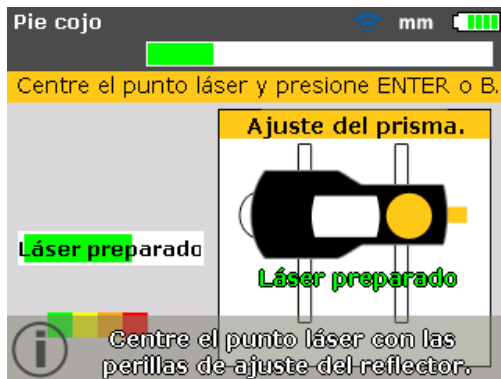 Pie cojo
mm
Centre el punto láser y presione ENTER o B.
Ajuste del prisma.
Láser preparado
Láser preparado
Centre el punto láser con las
perillas de ajuste del reflector.